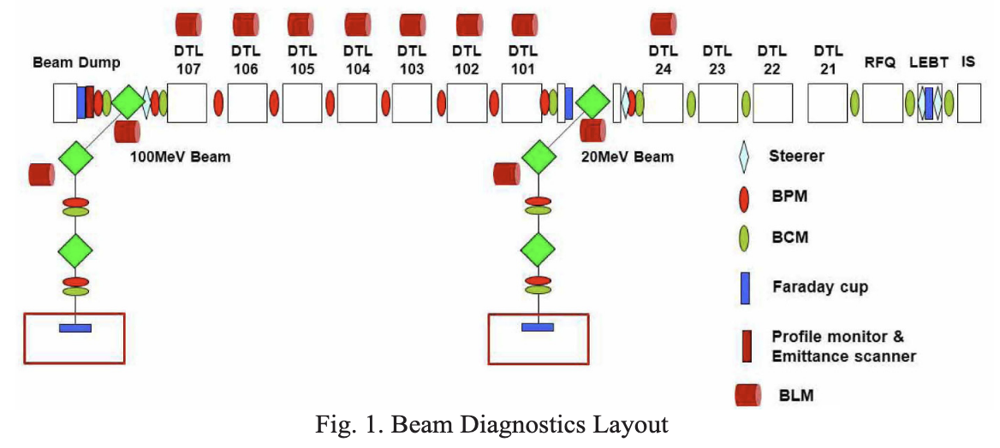 Beam Dump
DTL
107
DTL
106
DTL
105
DTL
104
DTL
103
DTL
102
DTL
101
DTL
24
DTL
23
DTL
22
DTL
21
RFQ
LEBT
IS
100MeV Beam
20MeV Beam
Steerer
BPM
BCM
Faraday cup
Profile monitor &
Emittance scanner
BLM
Fig. 1. Beam Diagnostics Layout